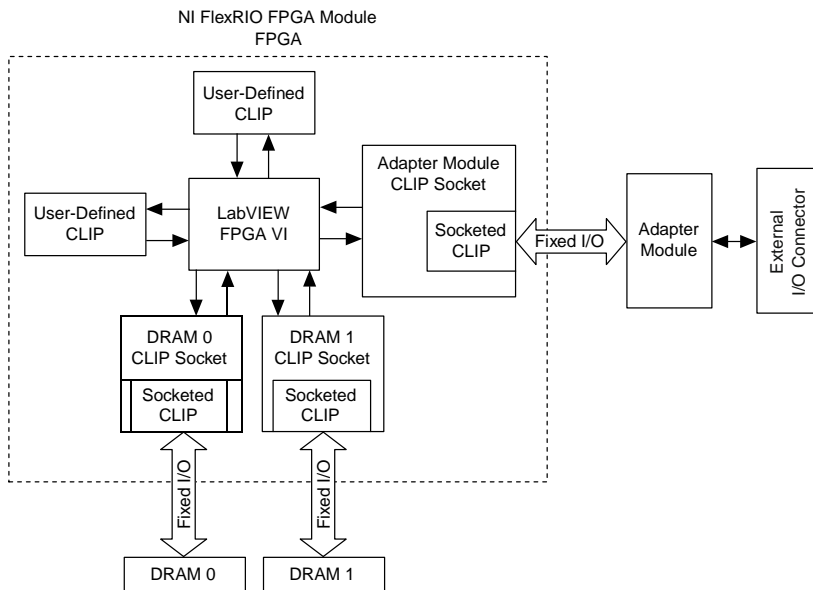 NI FlexRIO FPGA Module
FPGA
User-Defined
CLIP
Adapter Module
CLIP Socket
User-Defined
CLIP
LabVIEW
FPGA VI
Socketed
CLIP
Fixed I/O
Adapter
Module
External
I/O Connector
DRAM 0
CLIP Socket
DRAM 1
CLIP Socket
Socketed
CLIP
Socketed
CLIP
Fixed I/O
Fixed I/O
DRAM 0
DRAM 1